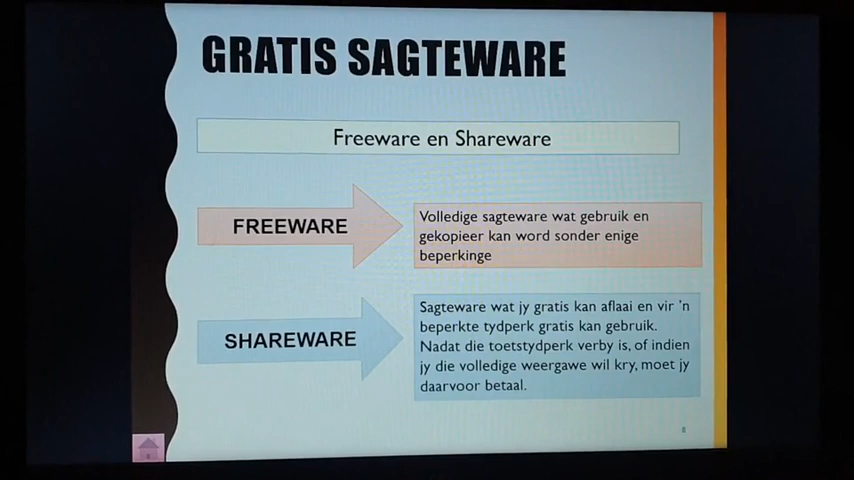 GRATIS SAGTEWARE
Freeware en Shareware
FREEWARE
Volledige sagteware wat gebruik en
gekopieer kan word sonder enige
beperkinge
SHAREWARE
Sagteware wat jy gratis kan aflaai en vir 'n
beperkte tydperk gratis kan gebruik.
Nadat die toetstydperk verby is, of indien
jy die volledige weergawe wil kry, moet jy
daarvoor betaal.
8